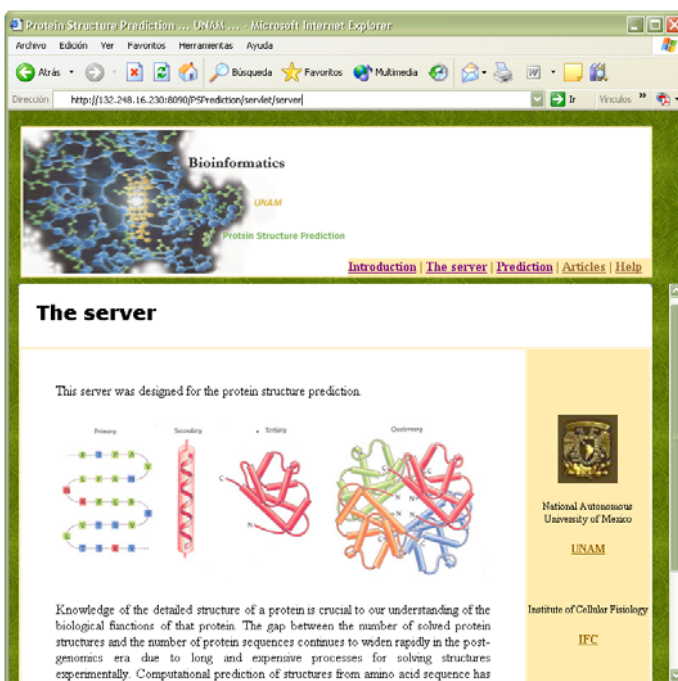 Protein Structure Prediction ... UNAM ... - Microsoft Internet Explorer
Archivo Edición Ver Favoritos Herramientas Ayuda
Atrás Búsqueda Favoritos Multimedia
Dirección http://132.248.16.230:8090/PSPrediction/servlet/server Ir Vínculos »
Bioinformatics
UNAM
Protein Structure Prediction
Introduction | The server | Prediction | Articles | Help
The server
This server was designed for the protein structure prediction.
Primary Secondary Tertiary Quaternary
C
N
N
N
C
C
National Autonomous
University of Mexico
UNAM
Institute of Cellular Fisiology
IFC
Knowledge of the detailed structure of a protein is crucial to our understanding of the
biological functions of that protein. The gap between the number of solved protein
structures and the number of protein sequences continues to widen rapidly in the post-
genomics era due to long and expensive processes for solving structures
experimentally. Computational prediction of structures from amino acid sequence has